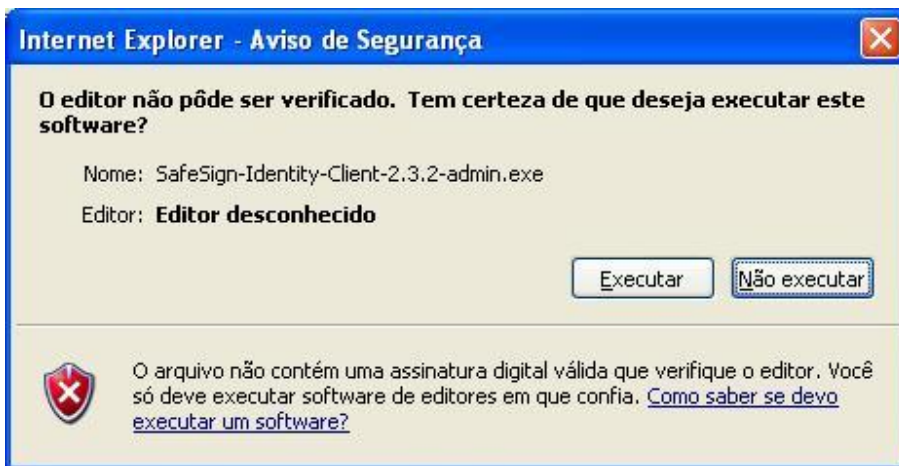 Internet Explorer - Aviso de Segurança
O editor não pôde ser verificado. Tem certeza de que deseja executar este
software?
Nome: SafeSign-Identity-Client-2.3.2-admin.exe
Editor: Editor desconhecido
Executar
Não executar
O arquivo não contém uma assinatura digital válida que verifique o editor. Você
só deve executar software de editores em que confia. Como saber se devo
executar um software?